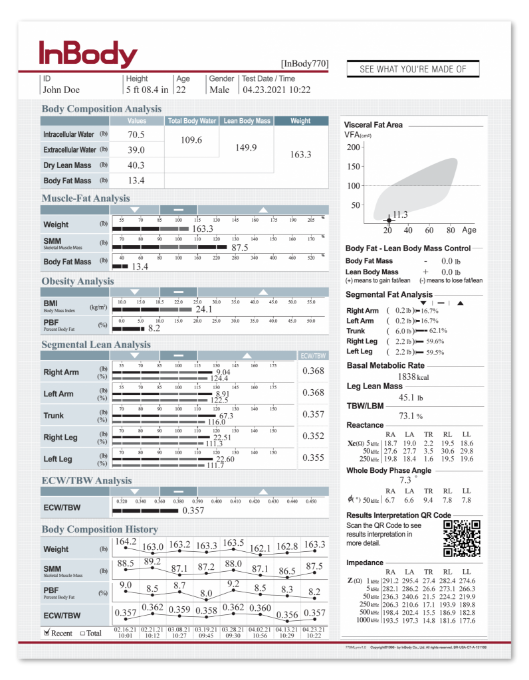 InBody
[InBody770]
SEE WHAT YOU'RE MADE OF
ID Height Age Gender Test Date / Time
John Doe 5 ft 08.4 in 22 Male 04.23.2021 10:22
Body Composition Analysis
Values Total Body Water Lean Body Mass Weight
Intracellular Water (lb) 70.5
109.6
Extracellular Water (lb) 39.0
149.9
163.3
Dry Lean Mass (lb) 40.3
Body Fat Mass (lb) 13.4
Muscle-Fat Analysis
Weight (lb) 55 70 85 100 115 130 145 160 175 190 205 %
163.3
SMM (lb) 70 80 90 100 110 120 130 140 150 160 170 %
Skeletal Muscle Mass
87.5
Body Fat Mass (lb) 40 60 80 100 160 220 280 340 400 460 520 %
13.4
Obesity Analysis
BMI (kg/m²) 10.0 15.0 18.5 22.0 25.0 30.0 35.0 40.0 45.0 50.0 55.0
Body Mass Index
24.1
PBF (%) 0.0 5.0 10.0 15.0 20.0 25.0 30.0 35.0 40.0 45.0 50.0
Percent Body Fat
8.2
Segmental Lean Analysis
ECW/TBW
Right Arm (lb) (%) 55 70 85 100 115 130 145 160 175
9.04
124.4
0.368
Left Arm (lb) (%) 55 70 85 100 115 130 145 160 175
8.91
122.5
0.368
Trunk (lb) (%) 70 80 90 100 110 120 130 140 150
67.3
116.0
0.357
Right Leg (lb) (%) 70 80 90 100 110 120 130 140 150
22.51
111.3
0.352
Left Leg (lb) (%) 70 80 90 100 110 120 130 140 150
22.60
111.7
0.355
ECW/TBW Analysis
ECW/TBW 0.320 0.340 0.360 0.380 0.390 0.400 0.410 0.420 0.430 0.440 0.450
0.357
Body Composition History
Weight (lb) 164.2 163.0 163.2 163.3 163.5 162.1 162.8 163.3
SMM (lb) 88.5 89.2 87.1 87.2 88.0 87.1 86.5 87.5
Skeletal Muscle Mass
PBF (%) 9.0 8.5 8.7 8.0 9.2 8.5 8.3 8.2
Percent Body Fat
ECW/TBW 0.357 0.362 0.359 0.358 0.362 0.360 0.356 0.357
Recent Total
02.16.21 02.21.21 03.08.21 03.19.21 03.28.21 04.02.21 04.13.21 04.23.21
10:01 10:12 10:27 09:45 09:30 10:56 10:29 10:22
Visceral Fat Area
VFA(cm²)
200
150
100
50
11.3
20 40 60 80 Age
Body Fat - Lean Body Mass Control
Body Fat Mass - 0.0 lb
Lean Body Mass + 0.0 lb
(+) means to gain fat/lean (-) means to lose fat/lean
Segmental Fat Analysis
Right Arm ( 0.2 lb ) 16.7%
Left Arm ( 0.2 lb ) 16.7%
Trunk ( 6.0 lb ) 62.1%
Right Leg ( 2.2 lb ) 59.6%
Left Leg ( 2.2 lb ) 59.5%
Basal Metabolic Rate
1838 kcal
Leg Lean Mass
45.1 lb
TBW/LBM
73.1 %
Reactance
RA LA TR RL LL
Xc(Ω) 5 kHz 18.7 19.0 2.2 19.5 18.6
50 kHz 27.6 27.7 3.5 30.6 29.8
250 kHz 19.8 18.4 1.6 19.5 19.6
Whole Body Phase Angle
7.3 °
RA LA TR RL LL
ϕ(°) 50 kHz 6.7 6.6 9.4 7.8 7.8
Results Interpretation QR Code
Scan the QR Code to see
results interpretation in
more detail.
Impedance
RA LA TR RL LL
Z(Ω) 1 kHz 291.2 295.4 27.4 282.4 274.6
5 kHz 282.1 286.2 26.6 273.1 266.3
50 kHz 236.3 240.6 21.5 224.2 219.9
250 kHz 206.3 210.6 17.1 193.9 189.8
500 kHz 198.4 202.4 15.5 186.9 182.8
1000 kHz 193.5 197.3 14.8 181.6 177.6